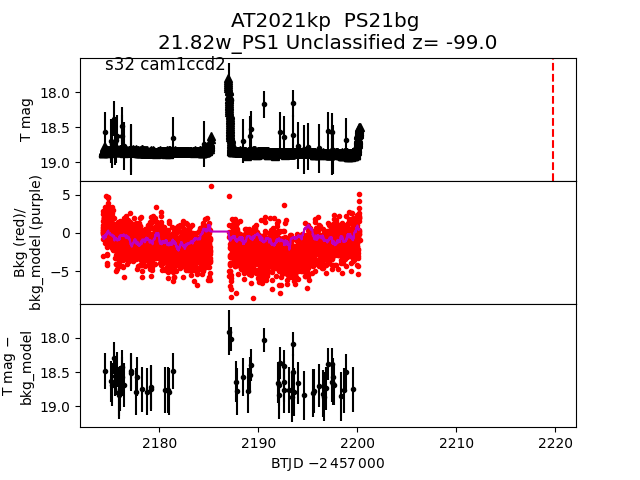 AT2021kp PS21bg
21.82w_PS1 Unclassified z= -99.0
s32 cam1ccd2
T mag
18.0
18.5
19.0
Bkg (red)/
bkg_model (purple)
5
0
−5
T mag −
bkg_model
18.0
18.5
19.0
2180 2190 2200 2210 2220
BTJD −2 457 000